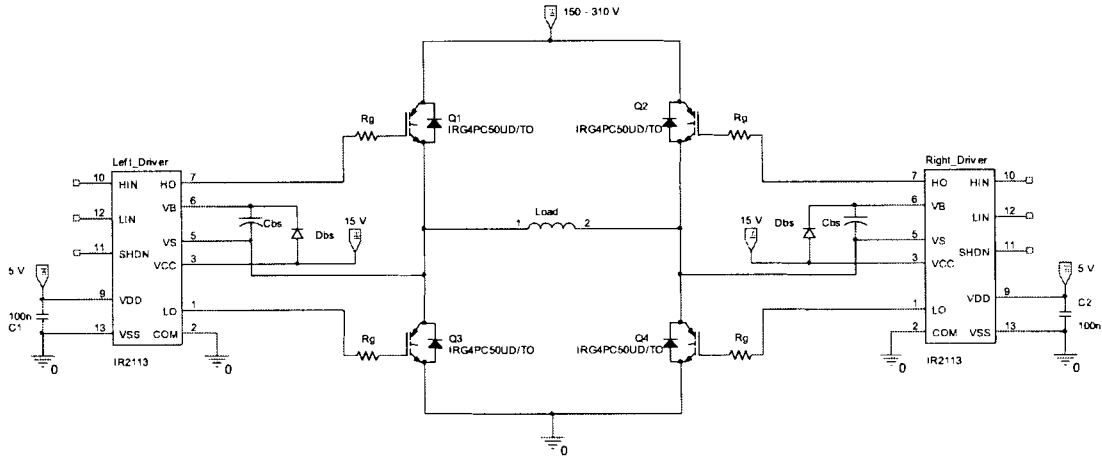 150 - 310 V
Q1
IRG4PC50UD/TO
Q2
IRG4PC50UD/TO
Rg
Rg
Left_Driver
10 HIN HO 7
VB 6
12 LIN
VS 5
11 SHDN
VCC 3
Cbs
Dbs
15 V
5 V
9 VDD
LO 1
100n
C1
13 VSS COM 2
IR2113
0
0
Load
1 2
Right_Driver
7 HO HIN 10
6 VB
LIN 12
5 VS
SHDN 11
3 VCC
15 V
Dbs
Cbs
5 V
VDD 9
1 LO
C2
100n
2 COM VSS 13
IR2113
0
0
Q3
IRG4PC50UD/TO
Q4
IRG4PC50UD/TO
Rg
Rg
0